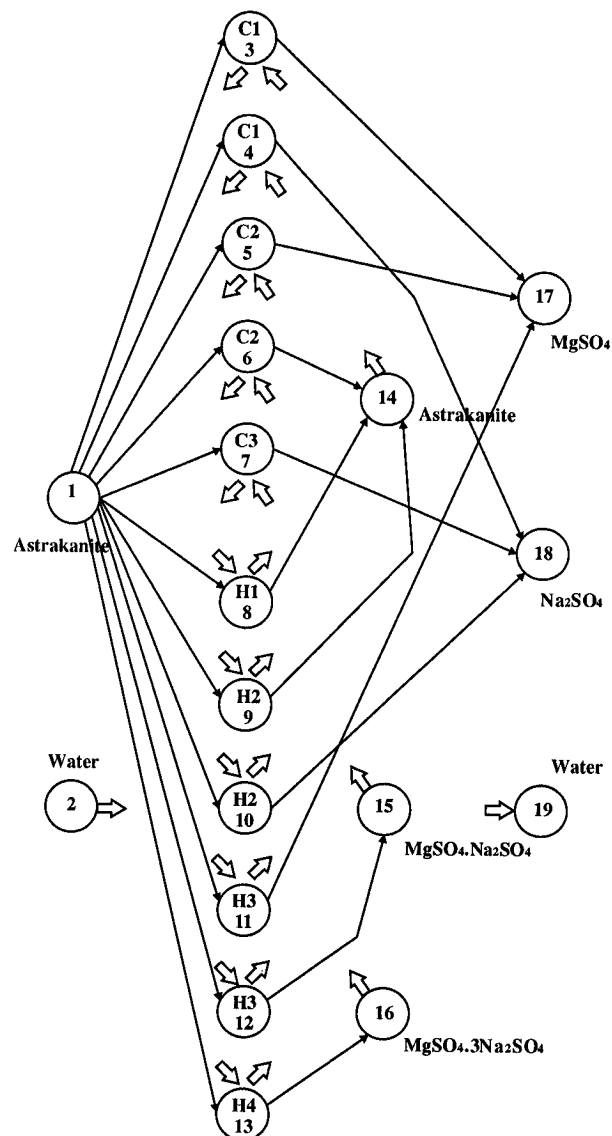 C1
3
C1
4
C2
5
17
MgSO₄
C2
6
14
Astrakanite
C3
7
1
Astrakanite
18
Na₂SO₄
H1
8
H2
9
Water
2
H2
10
15
MgSO₄.Na₂SO₄
Water
19
H3
11
H3
12
16
MgSO₄.3Na₂SO₄
H4
13